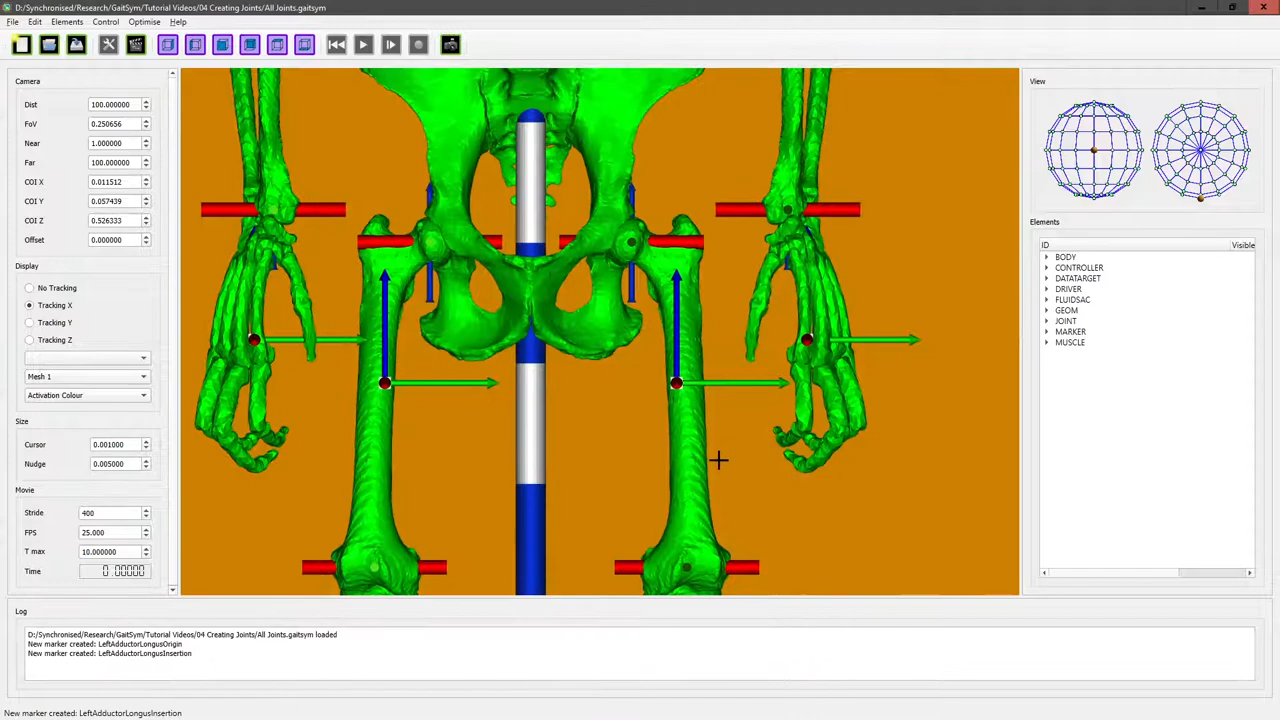 D:/Synchronised/Research/GaitSym/Tutorial Videos/04 Creating Joints/All Joints.gaitsym
File Edit Elements Control Optimise Help
Camera
Dist 100.000000
FoV 0.250656
Near 1.000000
Far 100.000000
COI X 0.011512
COI Y 0.057439
COI Z 0.526333
Offset 0.000000
Display
No Tracking
Tracking X
Tracking Y
Tracking Z
Mesh 1
Activation Colour
Size
Cursor 0.001000
Nudge 0.005000
Movie
Stride 400
FPS 25.000
T max 10.000000
Time 0.00000
View
Elements
ID Visible
BODY
CONTROLLER
DATATARGET
DRIVER
FLUIDSAC
GEOM
JOINT
MARKER
MUSCLE
Log
D:/Synchronised/Research/GaitSym/Tutorial Videos/04 Creating Joints/All Joints.gaitsym loaded
New marker created: LeftAdductorLongusOrigin
New marker created: LeftAdductorLongusInsertion
New marker created: LeftAdductorLongusInsertion